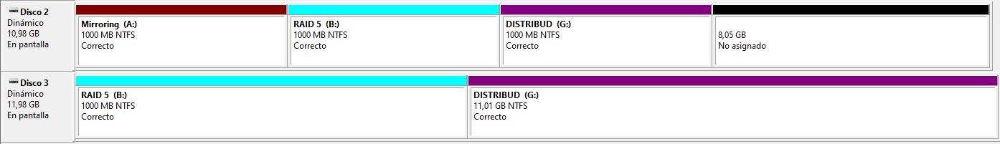 Disco 2
Dinámico
10,98 GB
En pantalla
Mirroring (A:)
1000 MB NTFS
Correcto
RAID 5 (B:)
1000 MB NTFS
Correcto
DISTRIBUD (G:)
1000 MB NTFS
Correcto
8,05 GB
No asignado
Disco 3
Dinámico
11,98 GB
En pantalla
RAID 5 (B:)
1000 MB NTFS
Correcto
DISTRIBUD (G:)
11,01 GB NTFS
Correcto